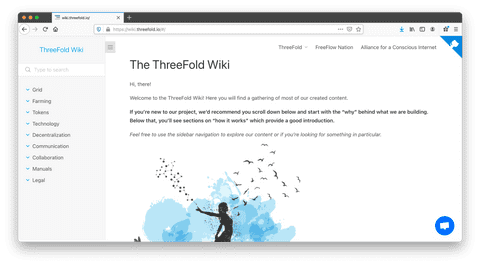 wiki.threefold.io/
https://wiki.threefold.io/#/
ThreeFold Wiki
Type to search
Grid
Farming
Tokens
Technology
Decentralization
Communication
Collaboration
Manuals
Legal
ThreeFold FreeFlow Nation Alliance for a Conscious Internet
The ThreeFold Wiki
Hi, there!
Welcome to the ThreeFold Wiki! Here you will find a gathering of most of our created content.
If you're new to our project, we'd recommend you scroll down below and start with the "why" behind what we are building.
Below that, you'll see sections on "how it works" which provide a good introduction.
Feel free to use the sidebar navigation to explore our content or if you're looking for something in particular.